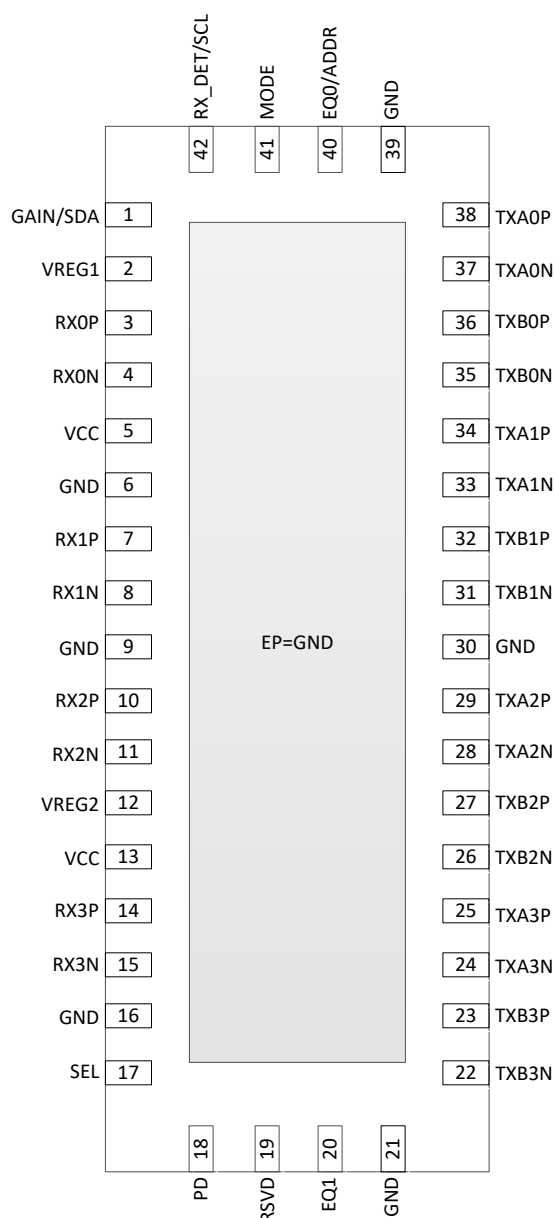 RX_DET/SCL
MODE
EQ0/ADDR
GND
42
41
40
39
GAIN/SDA 1
38 TXA0P
VREG1 2
37 TXA0N
RX0P 3
36 TXB0P
RX0N 4
35 TXB0N
VCC 5
34 TXA1P
GND 6
33 TXA1N
RX1P 7
32 TXB1P
RX1N 8
31 TXB1N
GND 9
EP=GND
30 GND
RX2P 10
29 TXA2P
RX2N 11
28 TXA2N
VREG2 12
27 TXB2P
VCC 13
26 TXB2N
RX3P 14
25 TXA3P
RX3N 15
24 TXA3N
GND 16
23 TXB3P
SEL 17
22 TXB3N
18
19
20
21
PD
RSVD
EQ1
GND